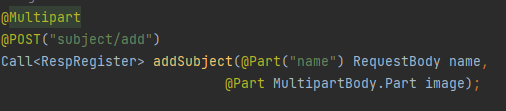 @Multipart
@POST("subject/add")
Call<RespRegister> addSubject(@Part("name") RequestBody name,
@Part MultipartBody.Part image);